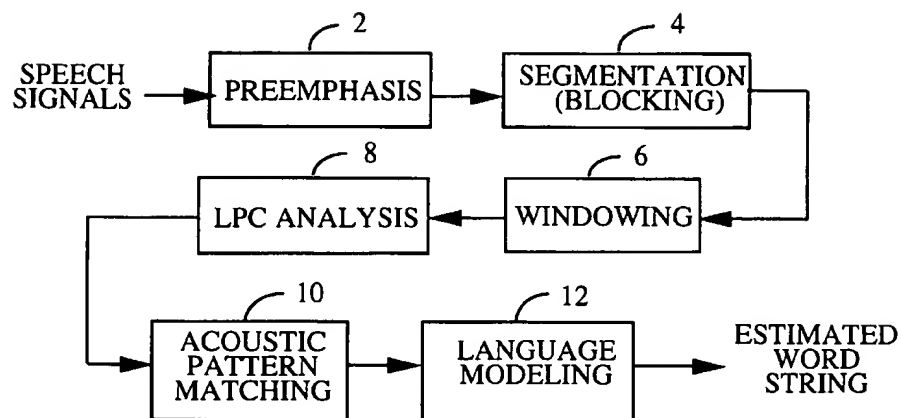 2
4
SPEECH
SIGNALS
PREEMPHASIS
SEGMENTATION
(BLOCKING)
8
6
LPC ANALYSIS
WINDOWING
10
12
ACOUSTIC
PATTERN
MATCHING
LANGUAGE
MODELING
ESTIMATED
WORD
STRING